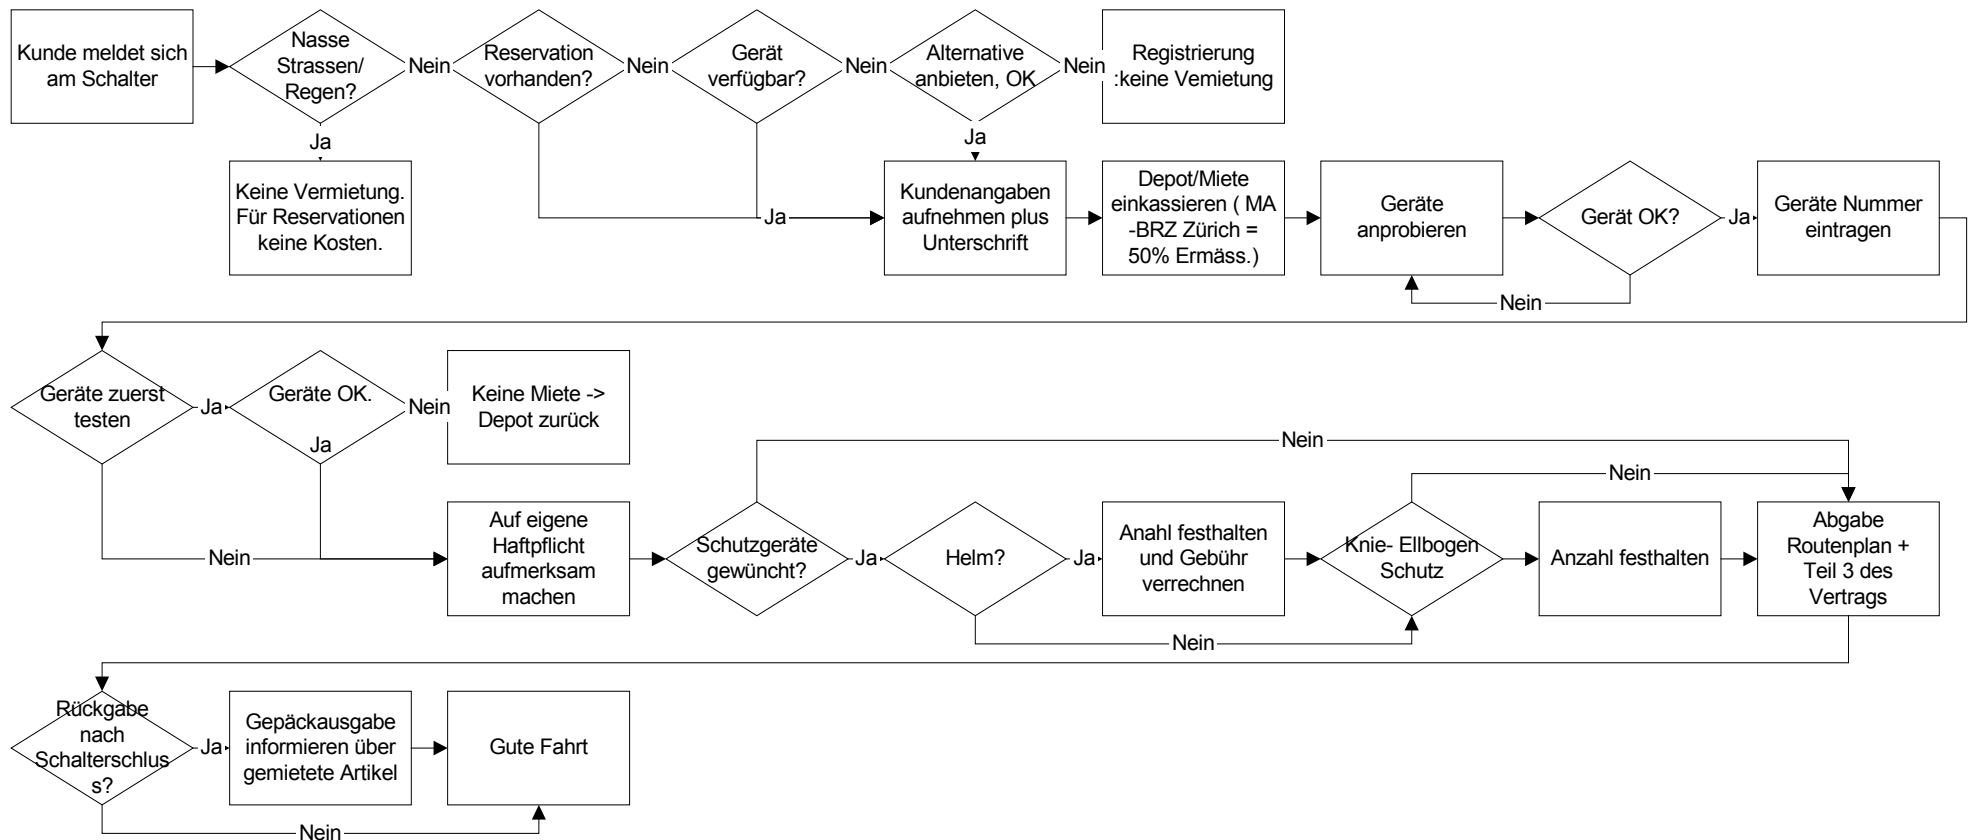 Kunde meldet sich
am Schalter
Nasse
Strassen/
Regen?
Nein
Reservation
vorhanden?
Nein
Gerät
verfügbar?
Nein
Alternative
anbieten, OK
Nein
Registrierung
:keine Vemietung
Ja
Ja
Keine Vermietung.
Für Reservationen
keine Kosten.
Ja
Kundenangaben
aufnehmen plus
Unterschrift
Depot/Miete
einkassieren ( MA
-BRZ Zürich =
50% Ermäss.)
Geräte
anprobieren
Gerät OK?
Ja
Geräte Nummer
eintragen
Nein
Geräte zuerst
testen
Ja
Geräte OK.
Ja
Nein
Keine Miete ->
Depot zurück
Nein
Nein
Nein
Auf eigene
Haftpflicht
aufmerksam
machen
Schutzgeräte
gewüncht?
Ja
Helm?
Ja
Anahl festhalten
und Gebühr
verrechnen
Knie- Ellbogen
Schutz
Anzahl festhalten
Abgabe
Routenplan +
Teil 3 des
Vertrags
Nein
Rückgabe
nach
Schalterschlus
s?
Ja
Gepäckausgabe
informieren über
gemietete Artikel
Gute Fahrt
Nein